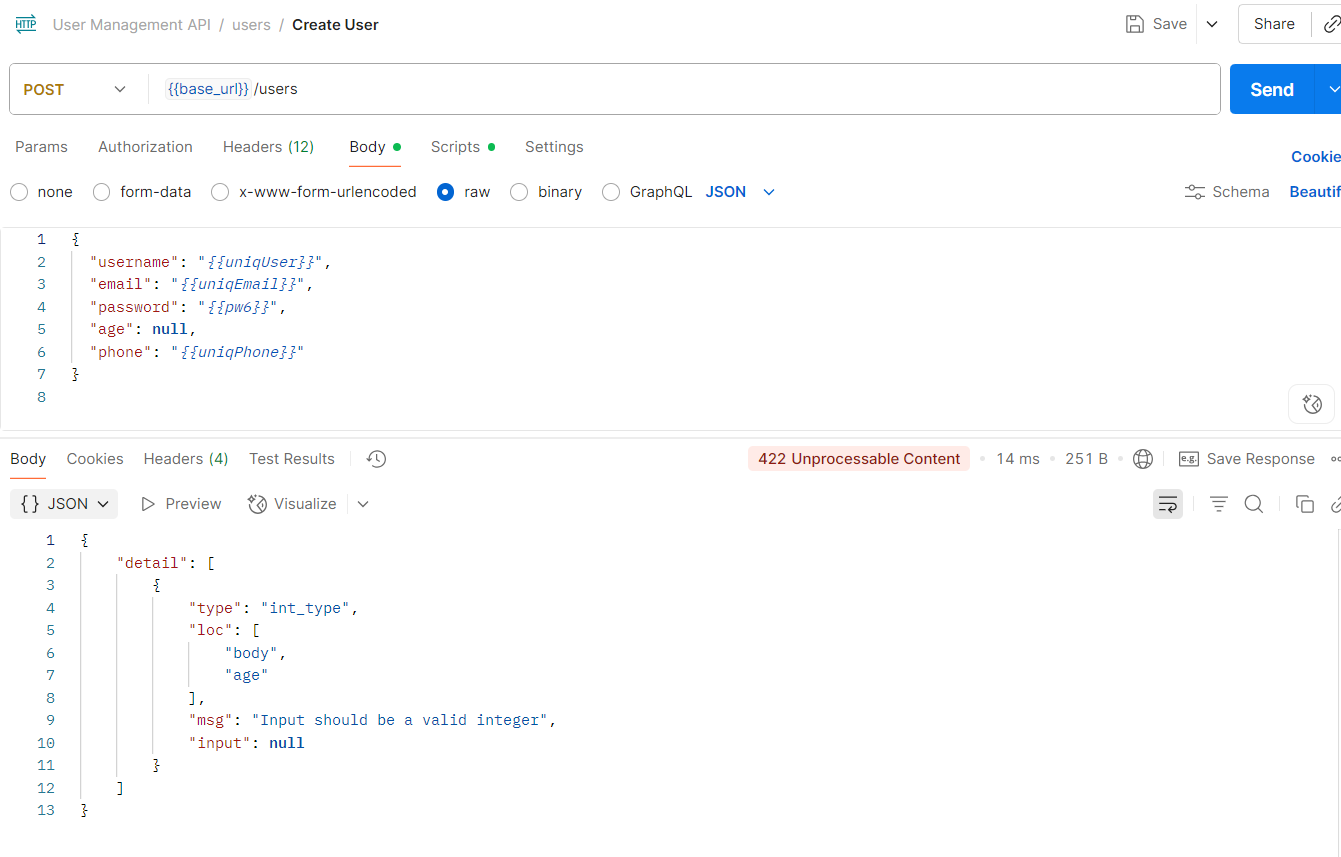 HTTP User Management API / users / Create User Save Share
POST {{base_url}} /users Send
Params Authorization Headers (12) Body Scripts Settings
Cookie
none form-data x-www-form-urlencoded raw binary GraphQL JSON Schema Beautif
1 {
2 "username": "{{uniqUser}}",
3 "email": "{{uniqEmail}}",
4 "password": "{{pw6}}",
5 "age": null,
6 "phone": "{{uniqPhone}}"
7 }
8
Body Cookies Headers (4) Test Results 422 Unprocessable Content • 14 ms • 251 B • e.g. Save Response
{} JSON Preview Visualize
1 {
2 "detail": [
3 {
4 "type": "int_type",
5 "loc": [
6 "body",
7 "age"
8 ],
9 "msg": "Input should be a valid integer",
10 "input": null
11 }
12 ]
13 }